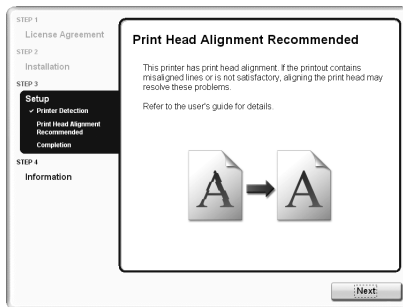 STEP 1
License Agreement
STEP 2
Installation
STEP 3
Setup
✓ Printer Detection
Print Head Alignment
Recommended
Completion
STEP 4
Information
Print Head Alignment Recommended
This printer has print head alignment. If the printout contains
misaligned lines or is not satisfactory, aligning the print head may
resolve these problems.
Refer to the user's guide for details.
A
A
Next